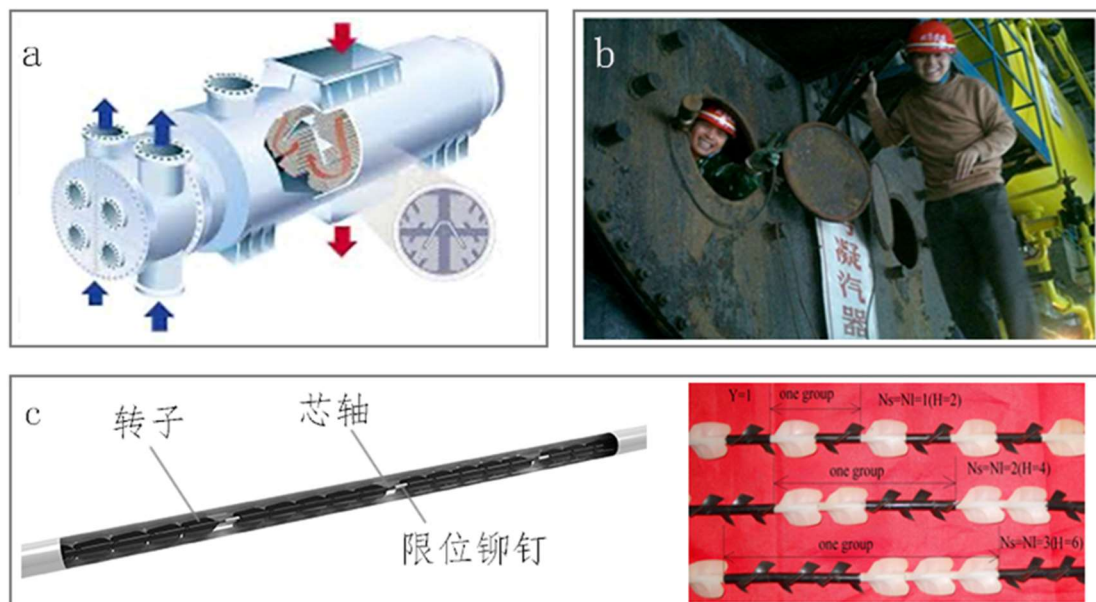 a
b
凝汽器
c
转子
芯轴
限位铆钉
Y=1
one group
Ns=Nl=1(H=2)
one group
Ns=Nl=2(H=4)
one group
Ns=Nl=3(H=6)